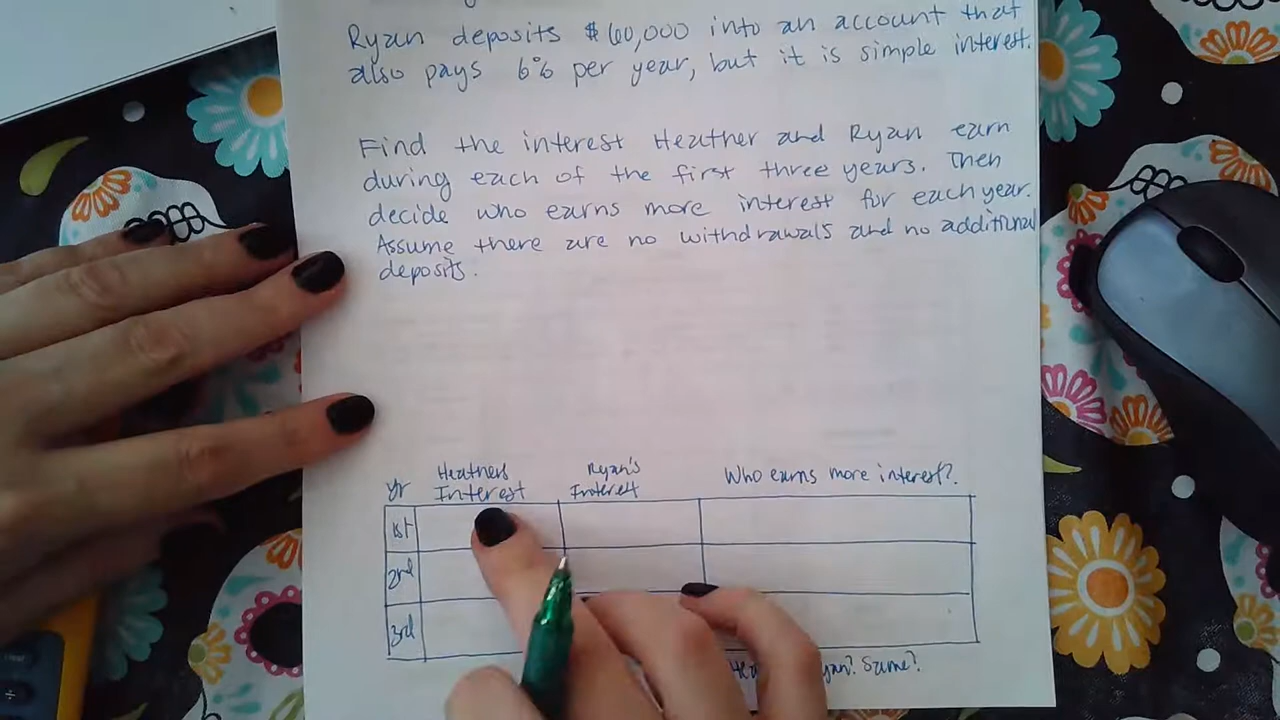 Ryan deposits $60,000 into an account that
also pays 6% per year, but it is simple interest.
Find the interest Heather and Ryan earn
during each of the first three years. Then
decide who earns more interest for each year.
Assume there are no withdrawals and no additional
deposits.
yr Heather's Interest Ryan's Interest Who earns more interest?
1st
2nd
3rd
Same?